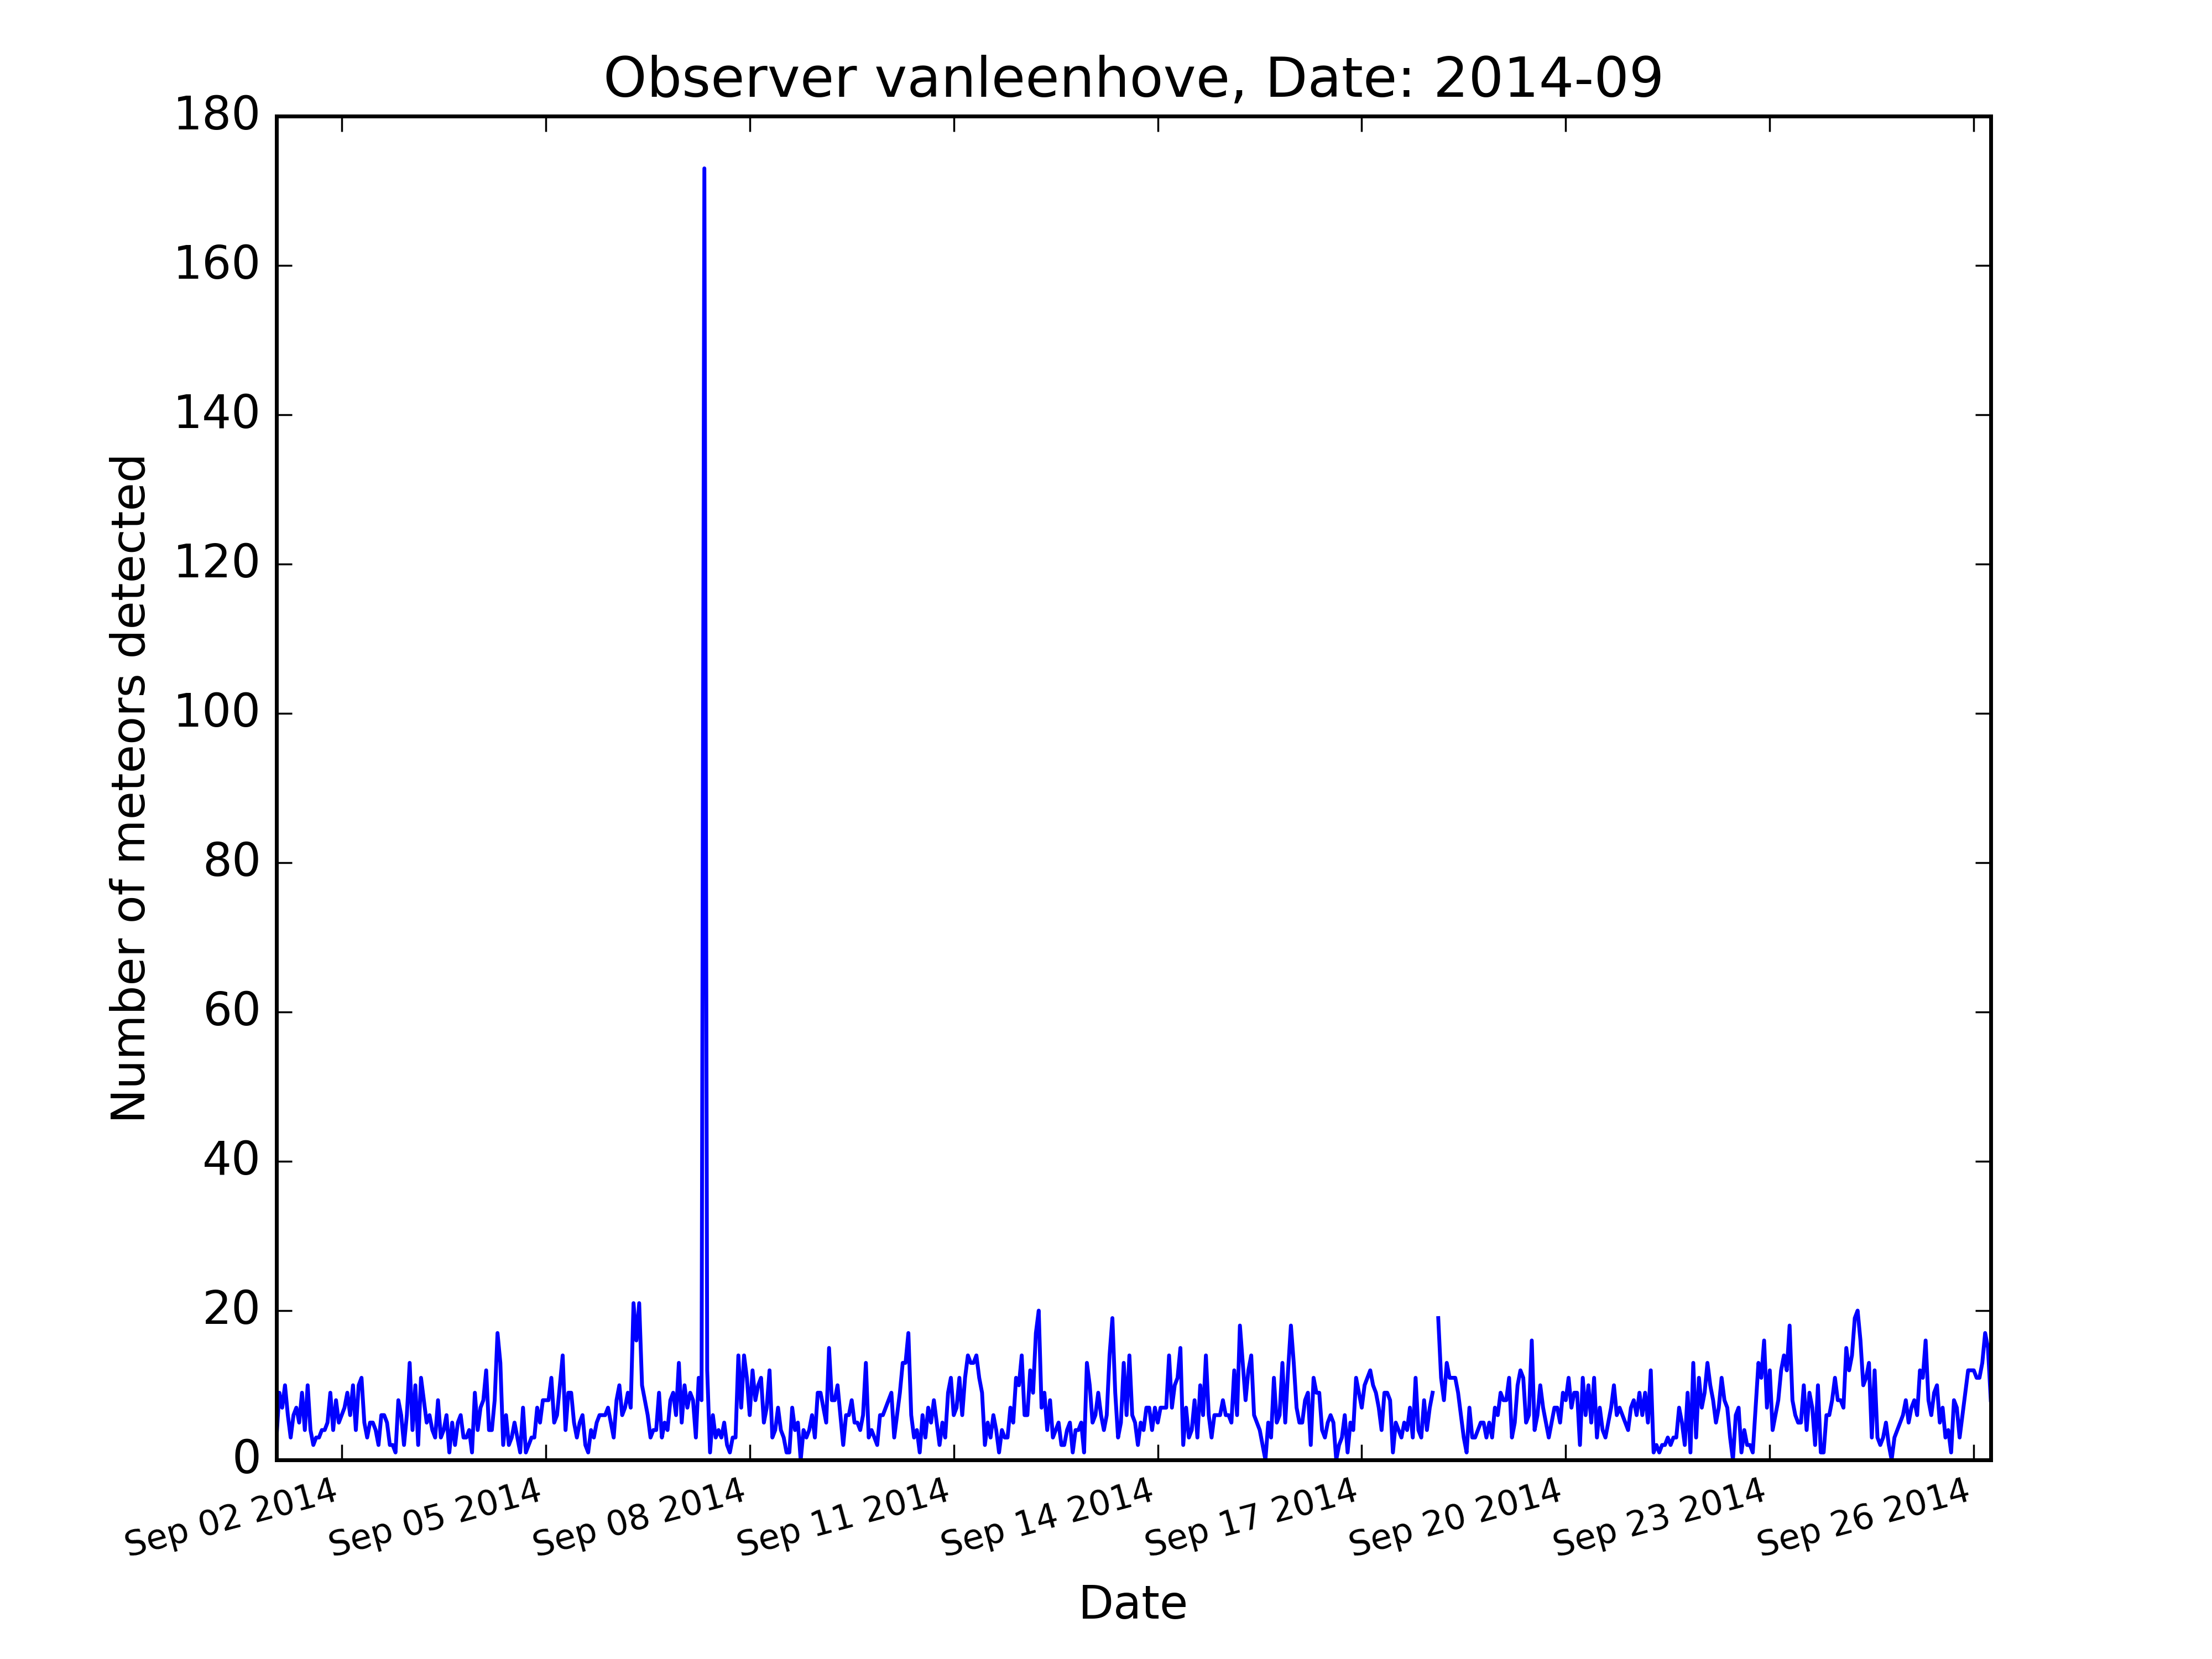 Observer vanleenhove, Date: 2014-09
180
160
140
120
100
80
60
40
20
0
Number of meteors detected
Sep 02 2014
Sep 05 2014
Sep 08 2014
Sep 11 2014
Sep 14 2014
Sep 17 2014
Sep 20 2014
Sep 23 2014
Sep 26 2014
Date